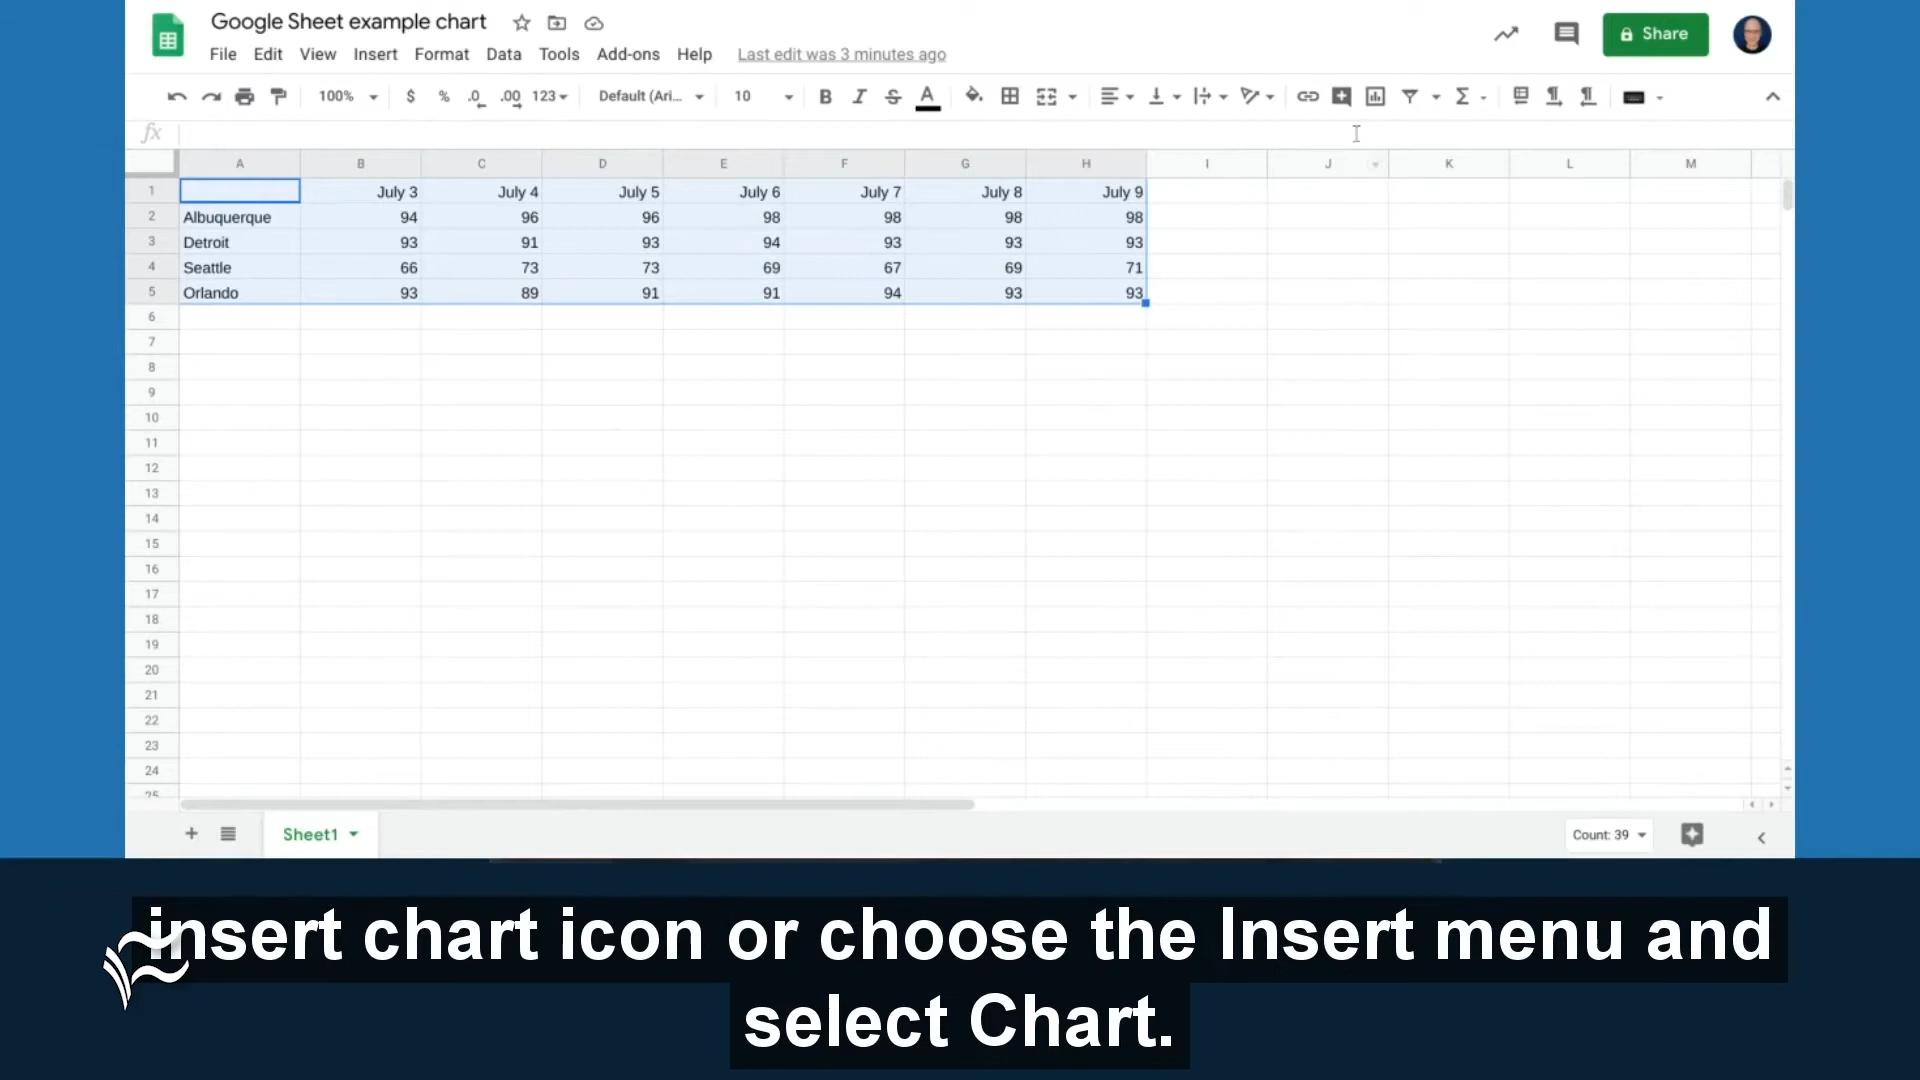 Google Sheet example chart
File Edit View Insert Format Data Tools Add-ons Help Last edit was 3 minutes ago
Share
100% $ % .0 .00 123 Default (Ari... 10 B I S A
fx
A B C D E F G H I J K L M
1 July 3 July 4 July 5 July 6 July 7 July 8 July 9
2 Albuquerque 94 96 96 98 98 98 98
3 Detroit 93 91 93 94 93 93 93
4 Seattle 66 73 73 69 67 69 71
5 Orlando 93 89 91 91 94 93 93
6
7
8
9
10
11
12
13
14
15
16
17
18
19
20
21
22
23
24
25
Sheet1 Count: 39
insert chart icon or choose the Insert menu and
select Chart.